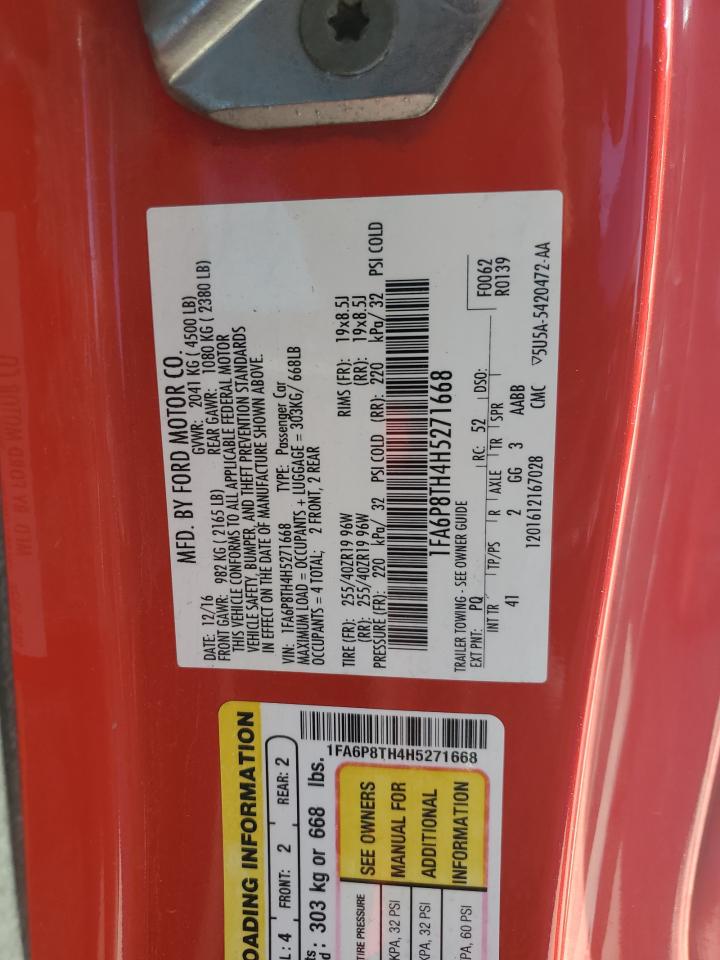 MFD. BY FORD MOTOR CO.
DATE: 12/16 GVWR: 2041 KG ( 4500 LB)
FRONT GAWR: 982 KG ( 2165 LB) REAR GAWR: 1080 KG ( 2380 LB)
THIS VEHICLE CONFORMS TO ALL APPLICABLE FEDERAL MOTOR
VEHICLE SAFETY, BUMPER, AND THEFT PREVENTION STANDARDS
IN EFFECT ON THE DATE OF MANUFACTURE SHOWN ABOVE.
VIN: 1FA6P8TH4H5271668 TYPE: Passenger Car
MAXIMUM LOAD = OCCUPANTS + LUGGAGE = 303KG/ 668LB
OCCUPANTS = 4 TOTAL; 2 FRONT, 2 REAR
TIRE (FR): 255/40ZR19 96W RIMS (FR): 19x8.5J
(RR): 255/40ZR19 96W (RR): 19x8.5J
PRESSURE (FR): 220 kPa/ 32 PSI COLD (RR): 220 kPa/ 32 PSI COLD
1FA6P8TH4H5271668
TRAILER TOWING - SEE OWNER GUIDE F0062
EXT PNT: PQ RC: 52 DSO: R0139
INT TR TP/PS R AXLE TR SPR
41 2 GG 3 AABB
1201612167028 CMC ▽5U5A-5420472-AA
OADING INFORMATION
L: 4 FRONT: 2 REAR: 2
: 303 kg or 668 lbs.
1FA6P8TH4H5271668
TIRE PRESSURE
KPA, 32 PSI
KPA, 32 PSI
PA, 60 PSI
SEE OWNERS
MANUAL FOR
ADDITIONAL
INFORMATION